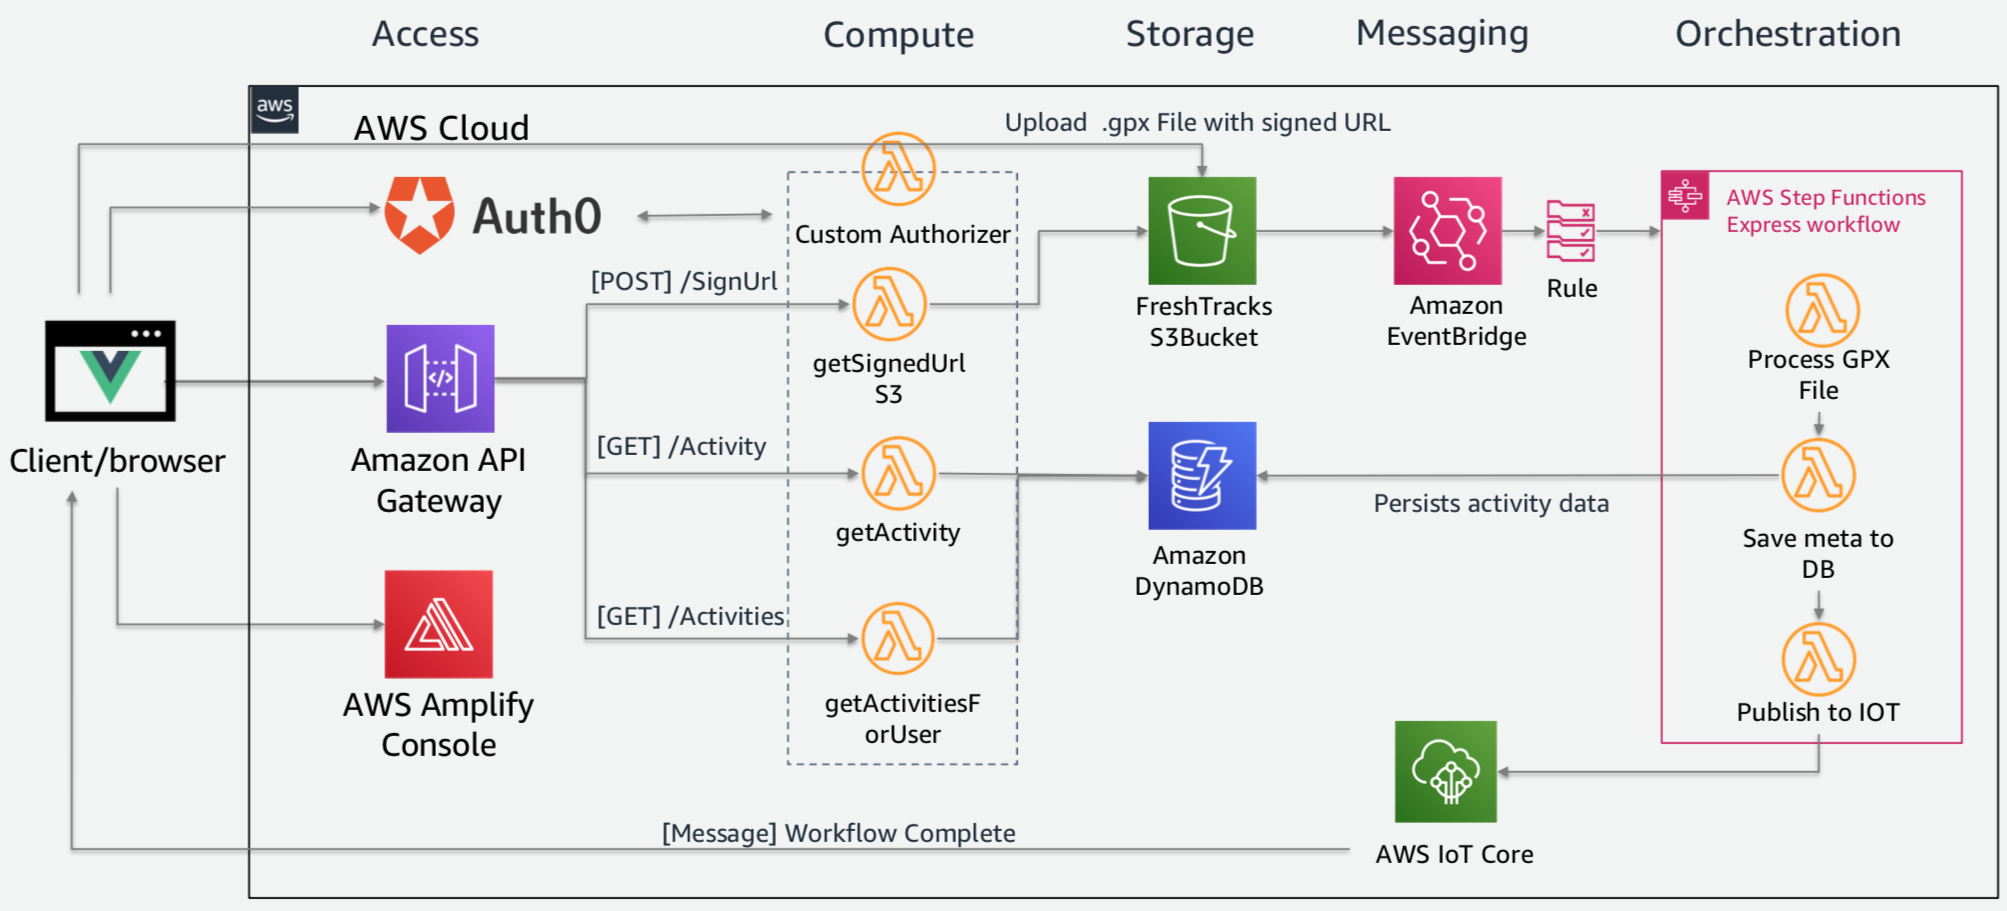 Access
Compute
Storage
Messaging
Orchestration
aws
AWS Cloud
Upload .gpx File with signed URL
Auth0
Custom Authorizer
AWS Step Functions
Express workflow
[POST] /SignUrl
getSignedUrl
S3
FreshTracks
S3Bucket
Amazon
EventBridge
Rule
Process GPX
File
Client/browser
Amazon API
Gateway
</>
[GET] /Activity
getActivity
Amazon
DynamoDB
Persists activity data
Save meta to
DB
[GET] /Activities
getActivitiesF
orUser
AWS Amplify
Console
Publish to IOT
[Message] Workflow Complete
AWS IoT Core